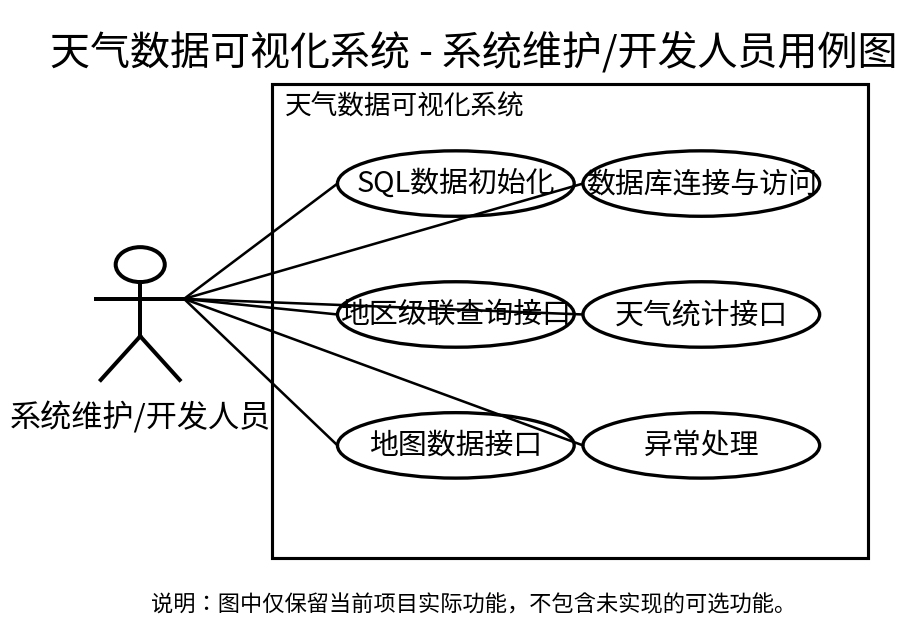 天气数据可视化系统 - 系统维护/开发人员用例图
天气数据可视化系统
SQL数据初始化
数据库连接与访问
地区级联查询接口
天气统计接口
地图数据接口
异常处理
系统维护/开发人员
说明：图中仅保留当前项目实际功能，不包含未实现的可选功能。